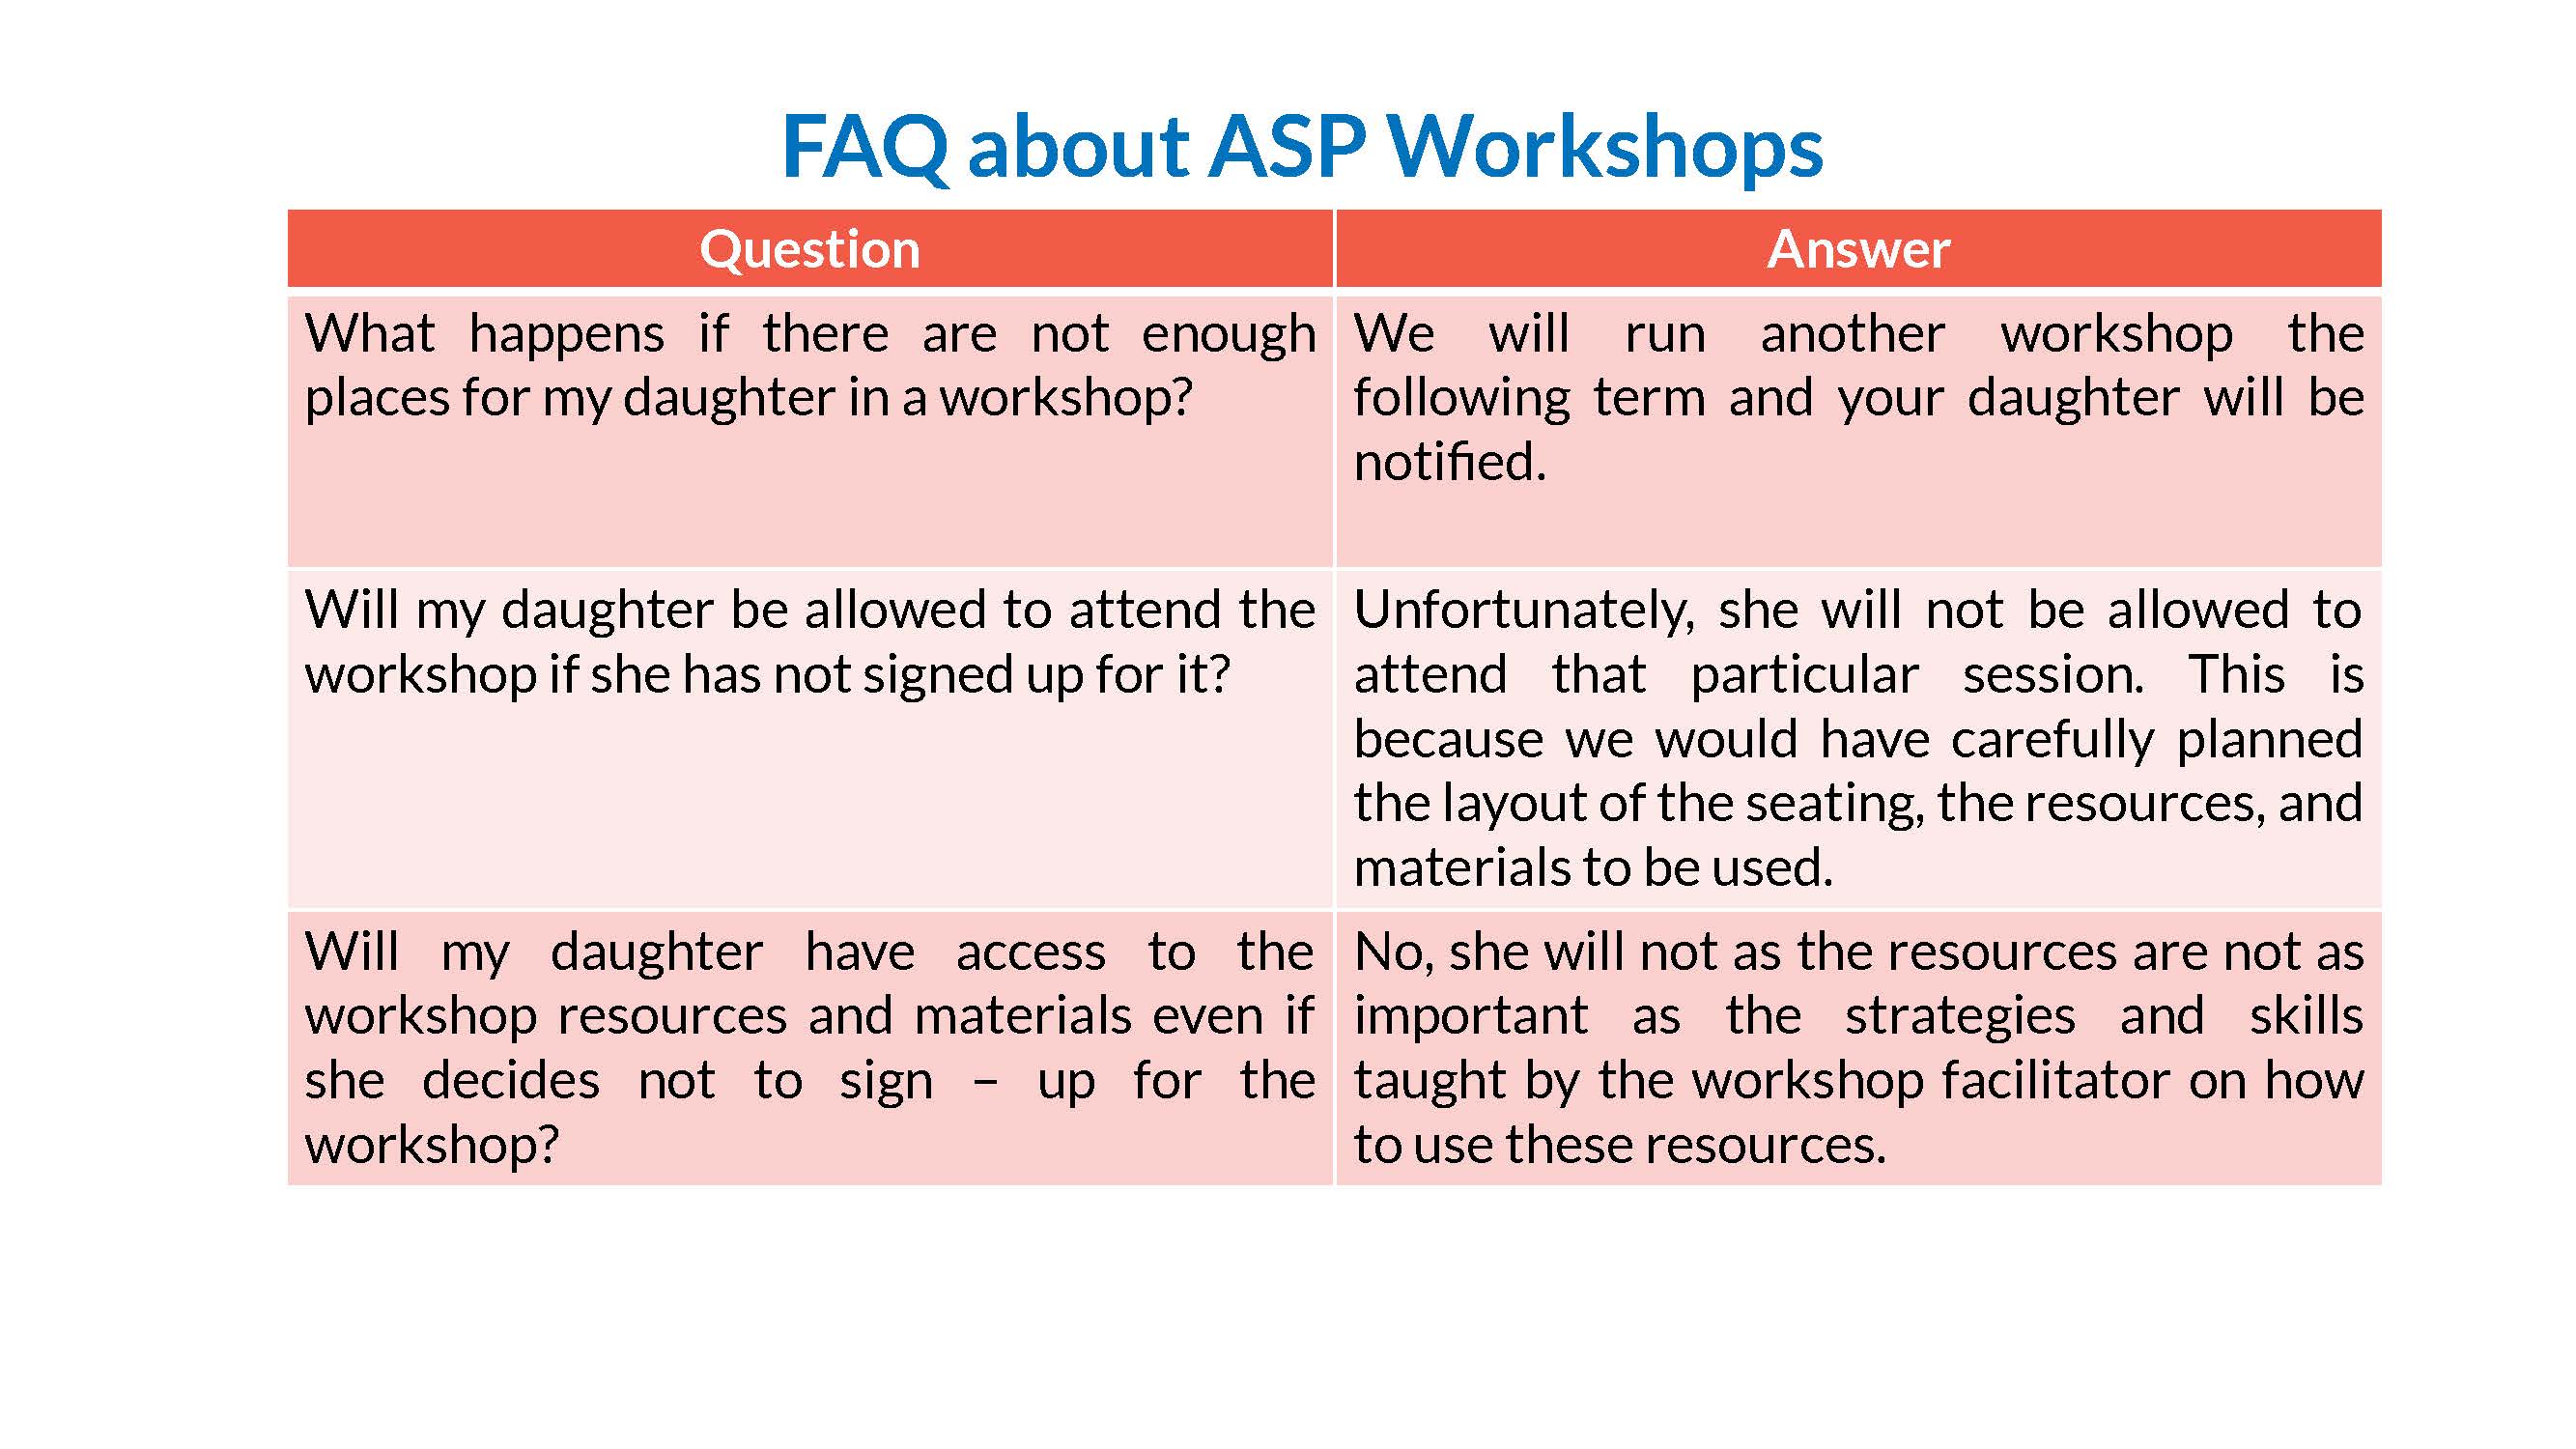 FAQ about ASP Workshops
Question
Answer
What happens if there are not enough
places for my daughter in a workshop?
We will run another workshop the
following term and your daughter will be
notified.
Will my daughter be allowed to attend the
workshop if she has not signed up for it?
Unfortunately, she will not be allowed to
attend that particular session. This is
because we would have carefully planned
the layout of the seating, the resources, and
materials to be used.
Will my daughter have access to the
workshop resources and materials even if
she decides not to sign – up for the
workshop?
No, she will not as the resources are not as
important as the strategies and skills
taught by the workshop facilitator on how
to use these resources.